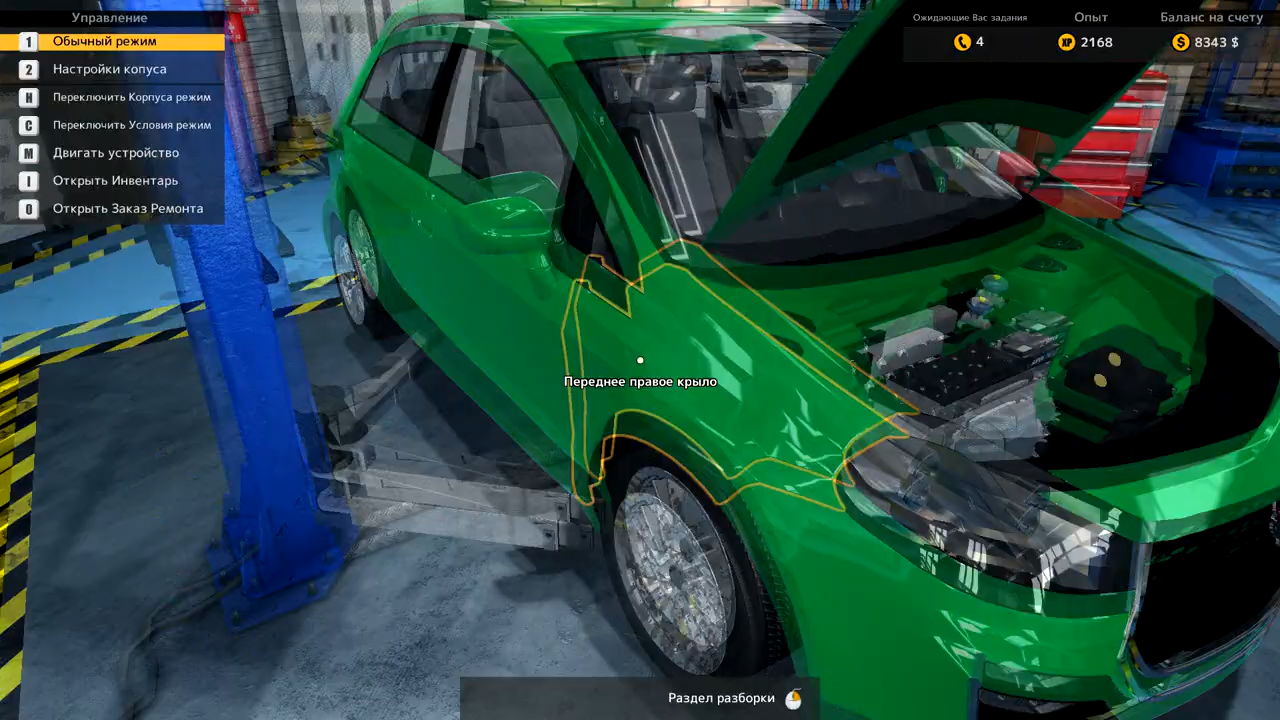 Управление
1 Обычный режим
2 Настройки копуса
H Переключить Корпуса режим
C Переключить Условия режим
M Двигать устройство
I Открыть Инвентарь
O Открыть Заказ Ремонта
Ожидающие Вас задания Опыт Баланс на счету
4 XP 2168 $ 8343 $
Переднее правое крыло
Раздел разборки